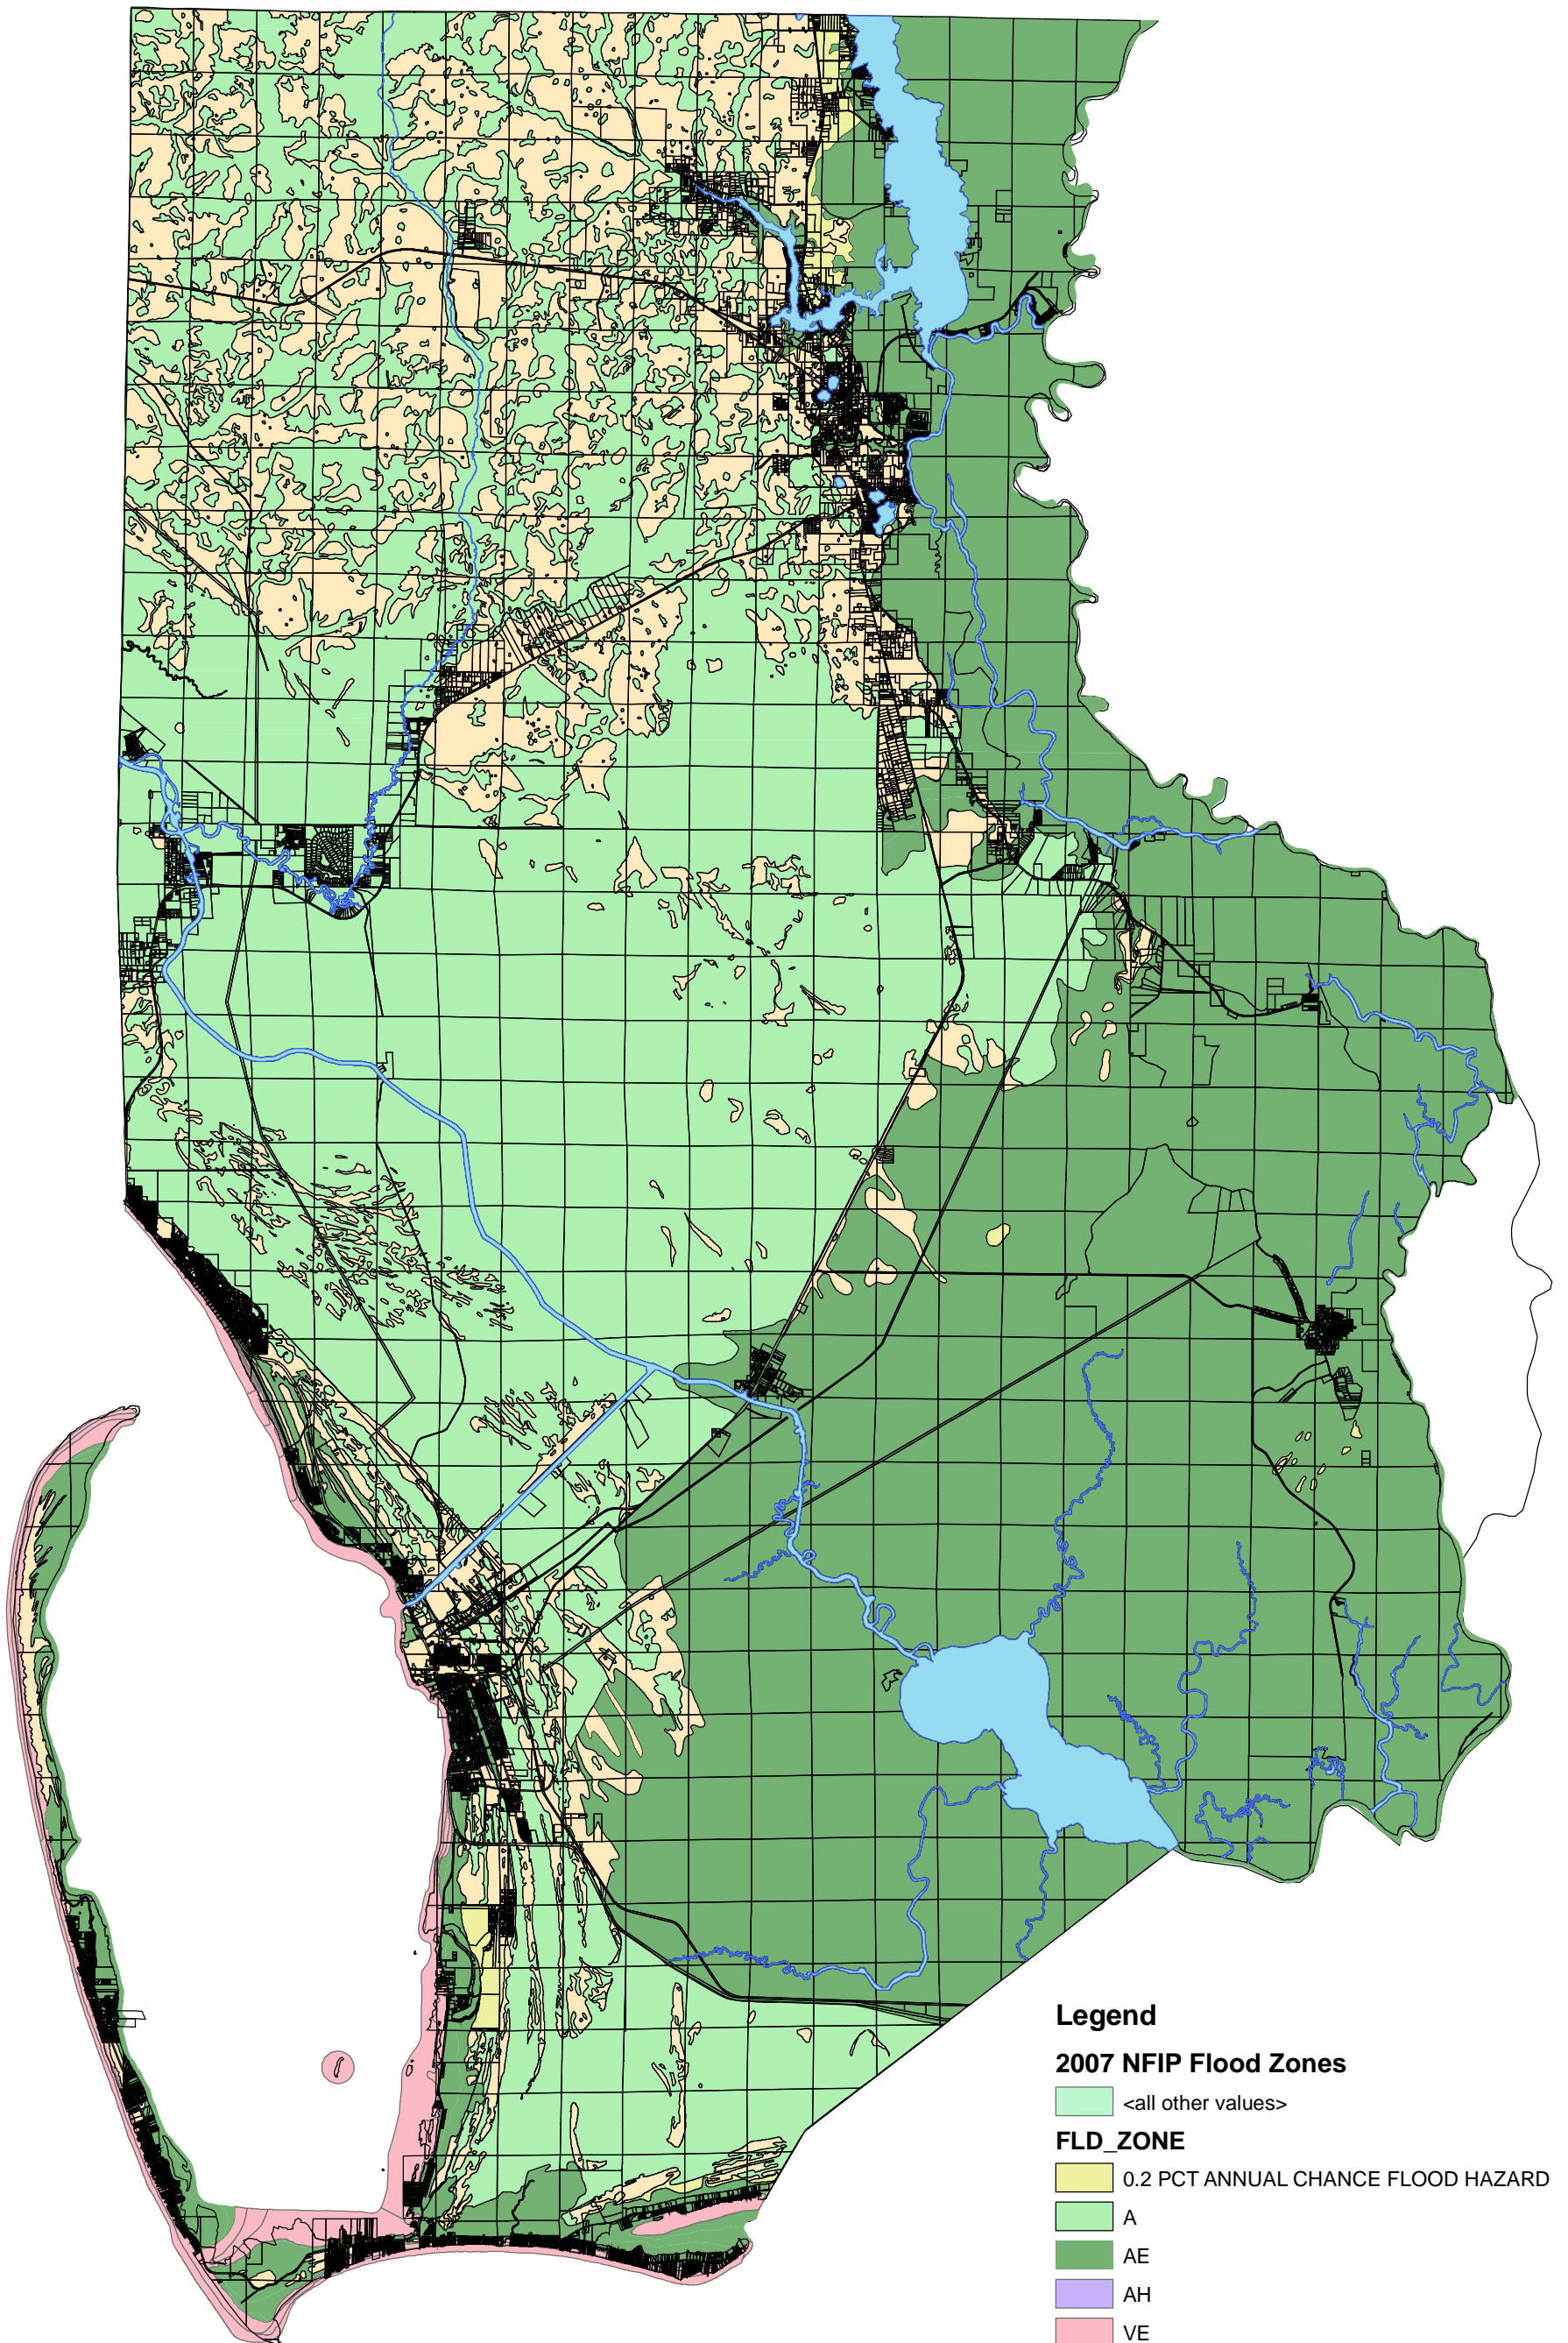 Legend
2007 NFIP Flood Zones
<all other values>
FLD_ZONE
0.2 PCT ANNUAL CHANCE FLOOD HAZARD
A
AE
AH
VE